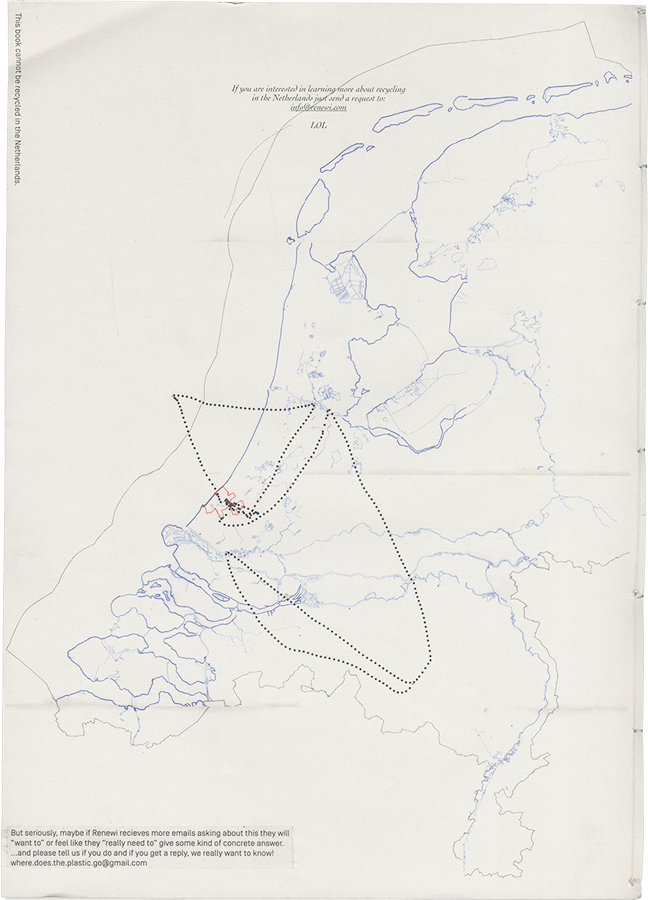 This book cannot be recycled in the Netherlands.
If you are interested in learning more about recycling
in the Netherlands just send a request to:
info@renewi.com
LOL
But seriously, maybe if Renewi recieves more emails asking about this they will
"want to" or feel like they "really need to" give some kind of concrete answer.
...and please tell us if you do and if you get a reply, we really want to know!
where.does.the.plastic.go@gmail.com